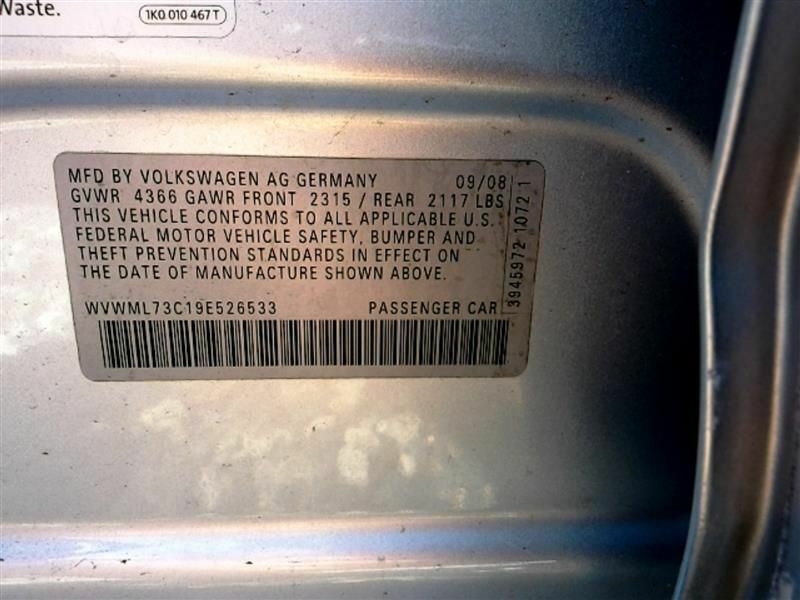 Waste.
1K0 010 467 T
MFD BY VOLKSWAGEN AG GERMANY 09/08
GVWR 4366 GAWR FRONT 2315 / REAR 2117 LBS
THIS VEHICLE CONFORMS TO ALL APPLICABLE U.S.
FEDERAL MOTOR VEHICLE SAFETY, BUMPER AND
THEFT PREVENTION STANDARDS IN EFFECT ON
THE DATE OF MANUFACTURE SHOWN ABOVE.
WVWML73C19E526533 PASSENGER CAR
3945972 1072 1